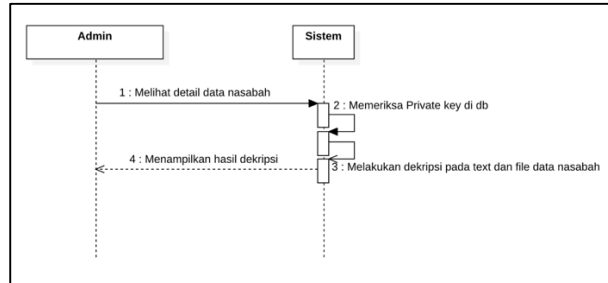 Admin
Sistem
1 : Melihat detail data nasabah
2 : Memeriksa Private key di db
4 : Menampilkan hasil dekripsi
3 : Melakukan dekripsi pada text dan file data nasabah